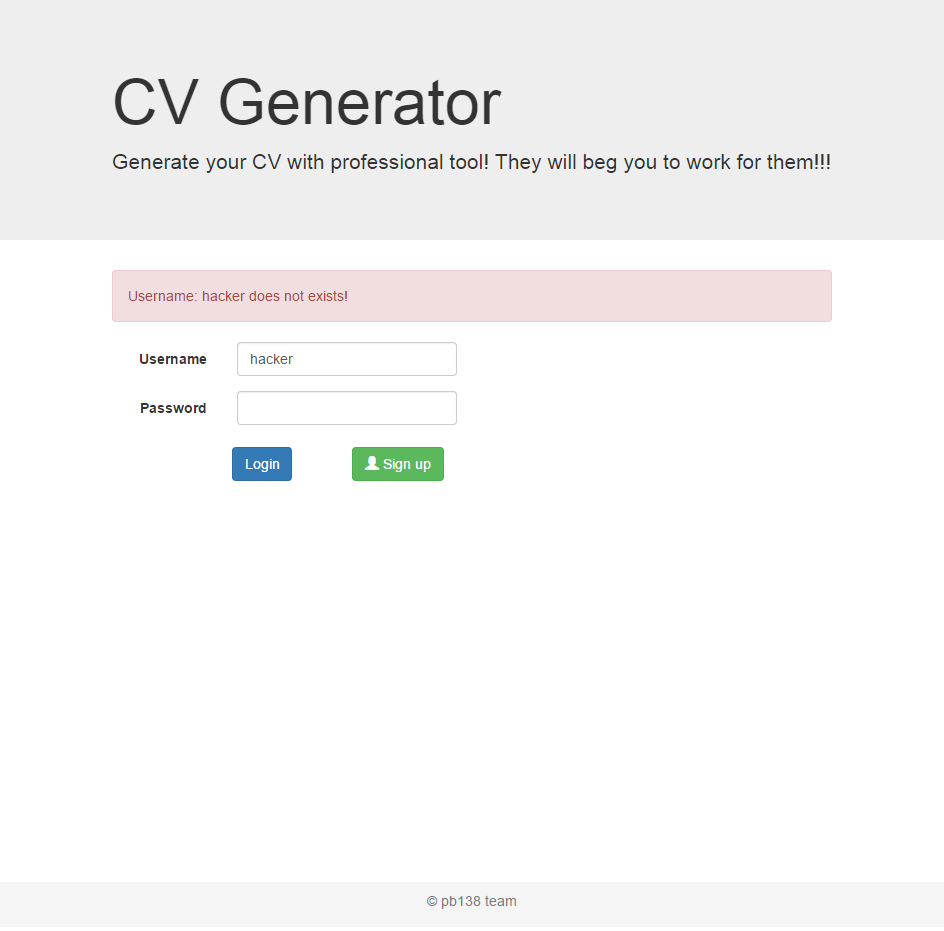 CV Generator
Generate your CV with professional tool! They will beg you to work for them!!!
Username: hacker does not exists!
Username hacker
Password
Login Sign up
© pb138 team